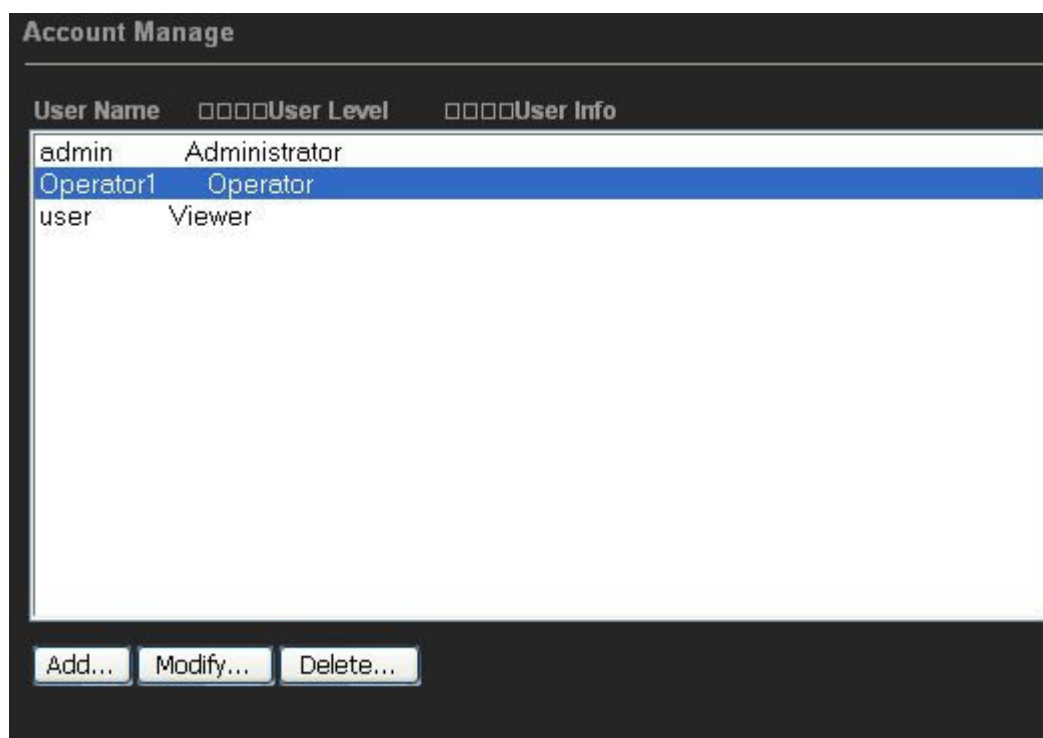 Account Manage
User Name □□□□User Level □□□□User Info
admin Administrator
Operator1 Operator
user Viewer
Add... Modify... Delete...